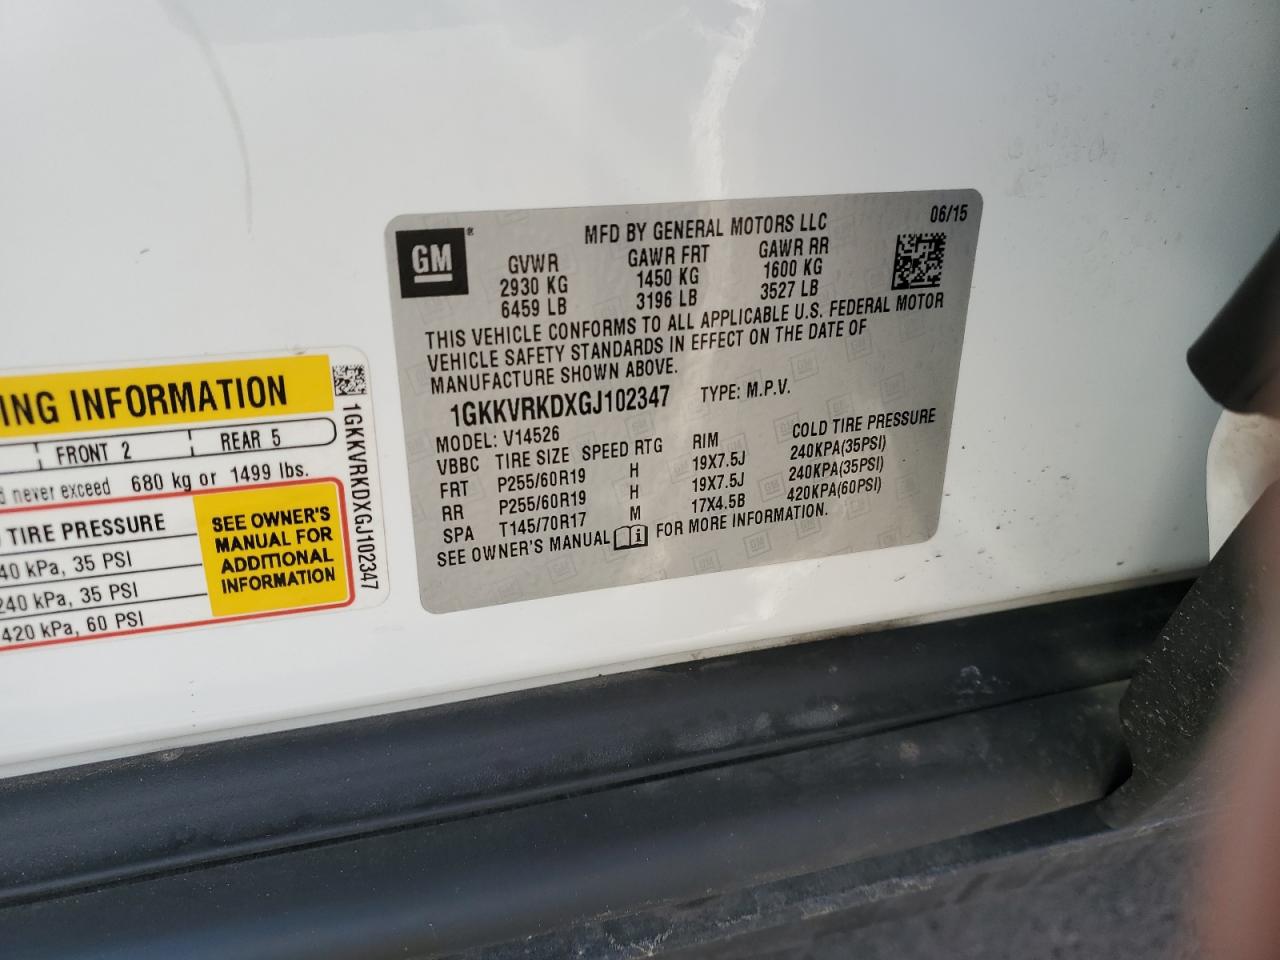 GM
®
MFD BY GENERAL MOTORS LLC
06/15
GVWR GAWR FRT GAWR RR
2930 KG 1450 KG 1600 KG
6459 LB 3196 LB 3527 LB
THIS VEHICLE CONFORMS TO ALL APPLICABLE U.S. FEDERAL MOTOR
VEHICLE SAFETY STANDARDS IN EFFECT ON THE DATE OF
MANUFACTURE SHOWN ABOVE.
1GKKVRKDXGJ102347 TYPE: M.P.V.
MODEL: V14526
VBBC TIRE SIZE SPEED RTG RIM COLD TIRE PRESSURE
FRT P255/60R19 H 19X7.5J 240KPA(35PSI)
RR P255/60R19 H 19X7.5J 240KPA(35PSI)
SPA T145/70R17 M 17X4.5B 420KPA(60PSI)
SEE OWNER'S MANUAL FOR MORE INFORMATION.
ING INFORMATION
FRONT 2 REAR 5
never exceed 680 kg or 1499 lbs.
TIRE PRESSURE
40 kPa, 35 PSI
240 kPa, 35 PSI
420 kPa, 60 PSI
SEE OWNER'S
MANUAL FOR
ADDITIONAL
INFORMATION
1GKKVRKDXGJ102347